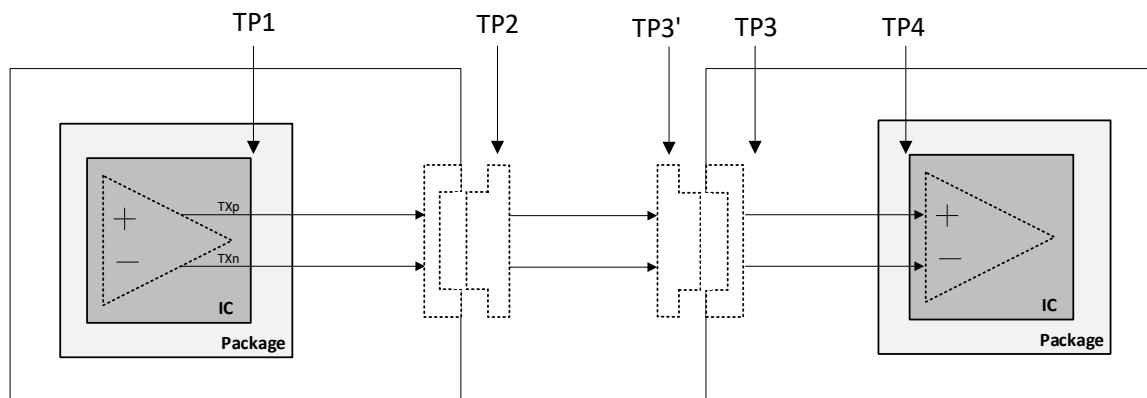 TP1
TP2
TP3'
TP3
TP4
TXp
+
−
TXn
IC
Package
+
−
IC
Package